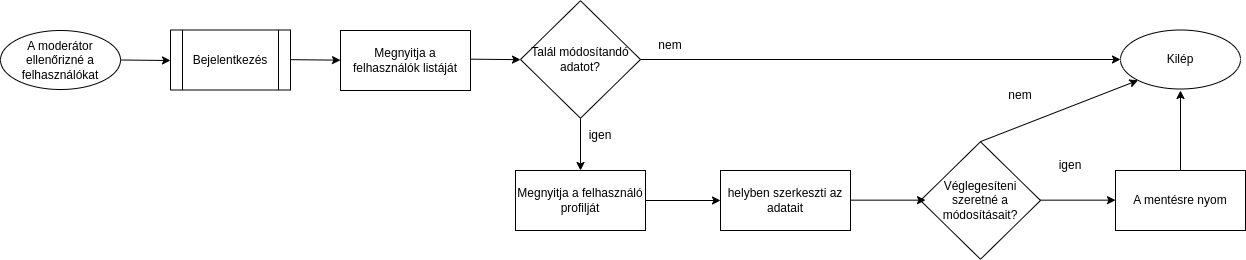 A moderátor
ellenőrizné a
felhasználókat
Bejelentkezés
Megnyitja a
felhasználók listáját
Talál módosítandó
adatot?
nem
Kilép
igen
Megnyitja a felhasználó
profilját
helyben szerkeszti az
adatait
Véglegesíteni
szeretné a
módosításait?
nem
igen
A mentésre nyom